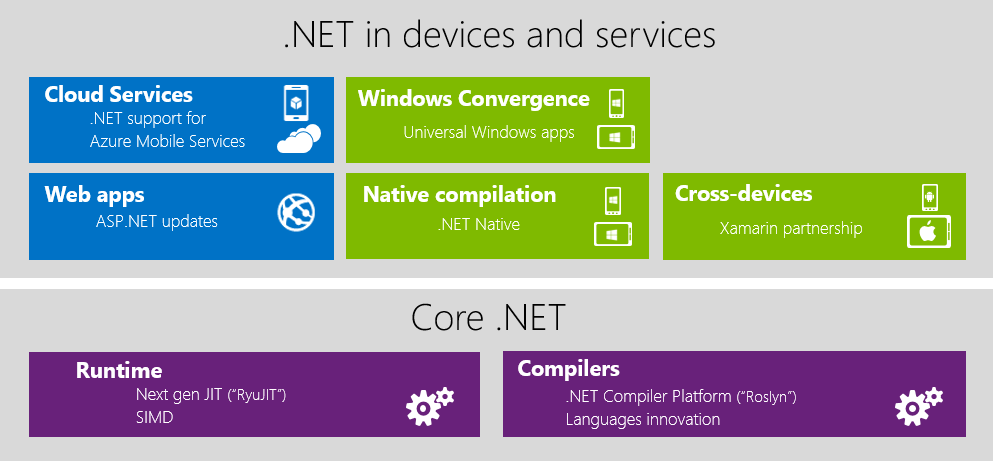 .NET in devices and services
Cloud Services
.NET support for
Azure Mobile Services
Windows Convergence
Universal Windows apps
Web apps
ASP.NET updates
Native compilation
.NET Native
Cross-devices
Xamarin partnership
Core .NET
Runtime
Next gen JIT (“RyuJIT”)
SIMD
Compilers
.NET Compiler Platform (“Roslyn”)
Languages innovation